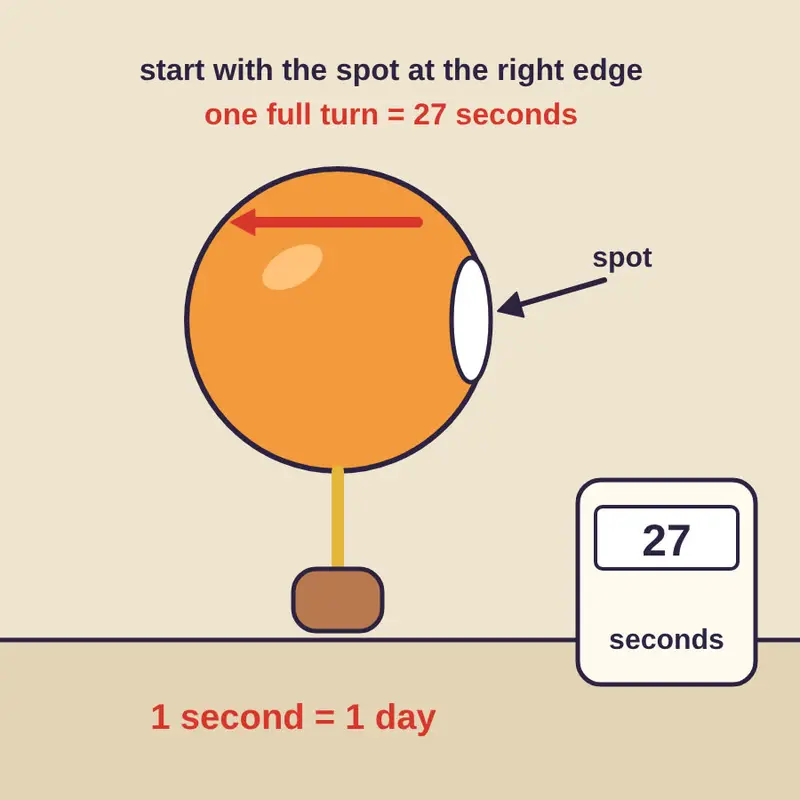 start with the spot at the right edge
one full turn = 27 seconds
spot
27
seconds
1 second = 1 day